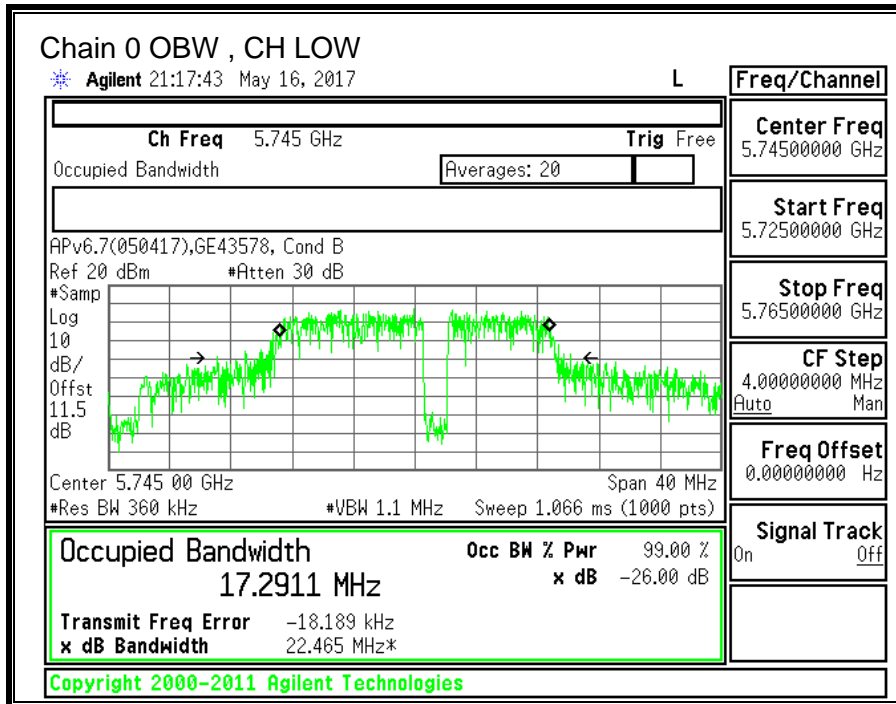 Chain 0 OBW , CH LOW
Agilent 21:17:43 May 16, 2017 L
Freq/Channel
Ch Freq 5.745 GHz Trig Free
Occupied Bandwidth Averages: 20
APv6.7(050417),GE43578, Cond B
Ref 20 dBm #Atten 30 dB
#Samp
Log
10
dB/
Offst
11.5
dB
Center 5.745 00 GHz Span 40 MHz
#Res BW 360 kHz #VBW 1.1 MHz Sweep 1.066 ms (1000 pts)
Occupied Bandwidth Occ BW % Pwr 99.00 %
17.2911 MHz x dB -26.00 dB
Transmit Freq Error -18.189 kHz
x dB Bandwidth 22.465 MHz*
Copyright 2000-2011 Agilent Technologies
Center Freq
5.74500000 GHz
Start Freq
5.72500000 GHz
Stop Freq
5.76500000 GHz
CF Step
4.00000000 MHz
Auto Man
Freq Offset
0.00000000 Hz
Signal Track
On Off